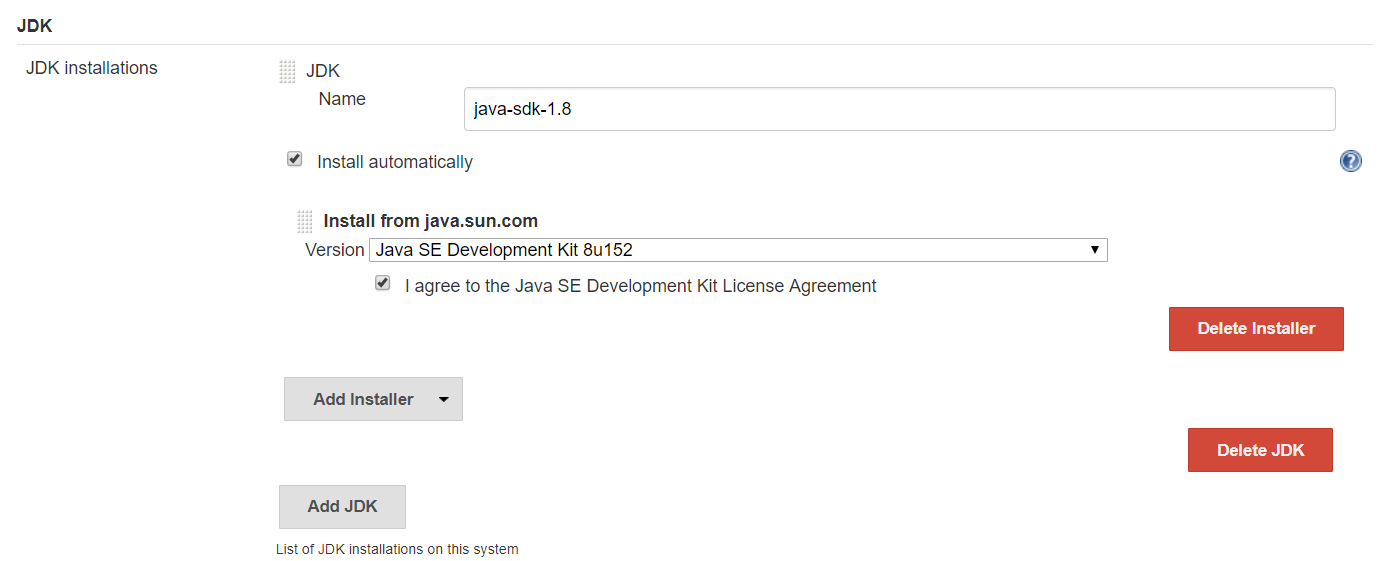 JDK
JDK installations
JDK
Name
java-sdk-1.8
Install automatically
?
Install from java.sun.com
Version
Java SE Development Kit 8u152
I agree to the Java SE Development Kit License Agreement
Delete Installer
Add Installer
Delete JDK
Add JDK
List of JDK installations on this system